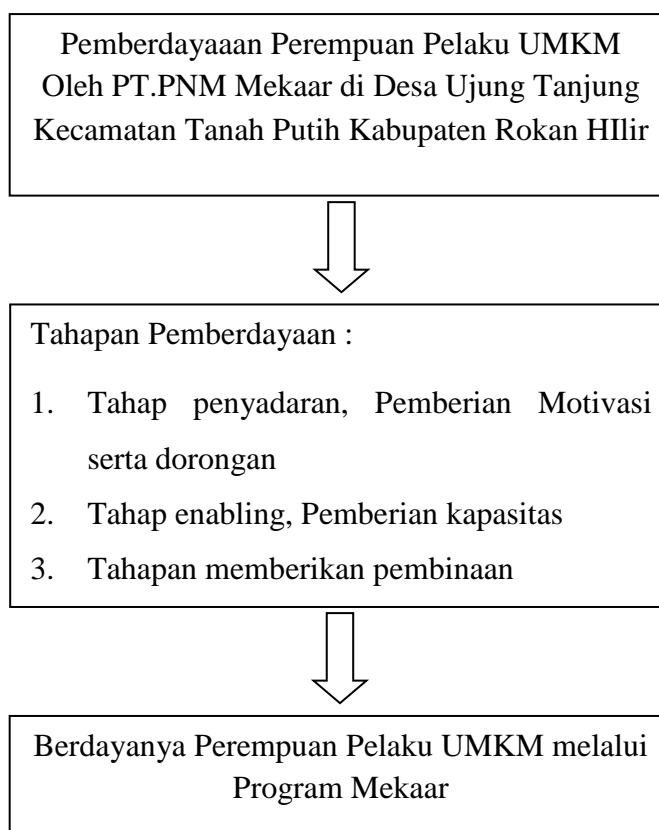 Pemberdayaaan Perempuan Pelaku UMKM
Oleh PT.PNM Mekaar di Desa Ujung Tanjung
Kecamatan Tanah Putih Kabupaten Rokan HIlir
Tahapan Pemberdayaan :
1. Tahap penyadaran, Pemberian Motivasi
serta dorongan
2. Tahap enabling, Pemberian kapasitas
3. Tahapan memberikan pembinaan
Berdayanya Perempuan Pelaku UMKM melalui
Program Mekaar